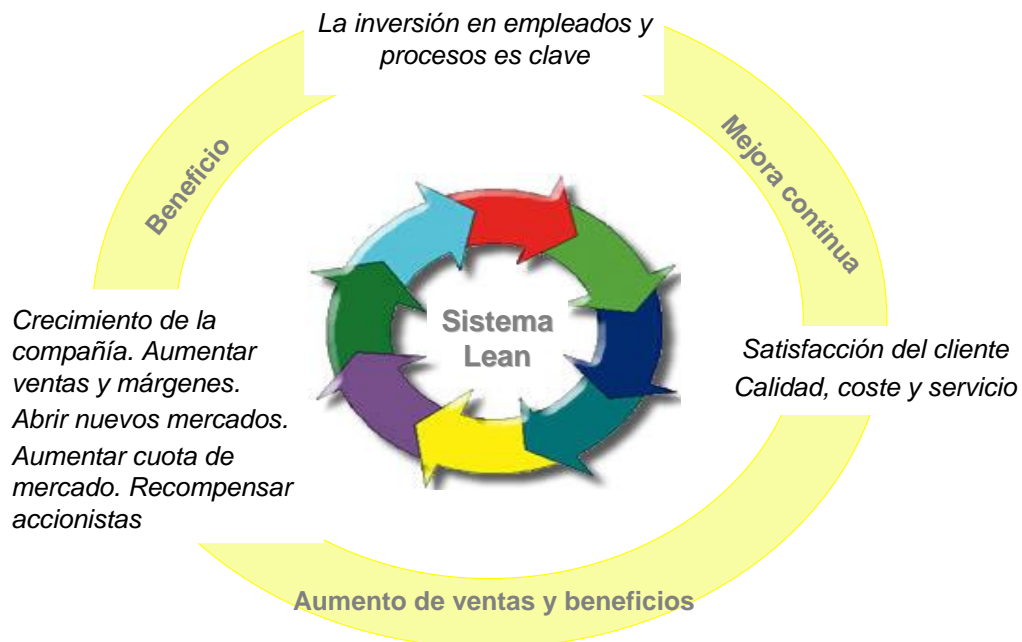 La inversión en empleados y
procesos es clave
Beneficio
Mejora continua
Sistema
Lean
Crecimiento de la
compañía. Aumentar
ventas y márgenes.
Abrir nuevos mercados.
Aumentar cuota de
mercado. Recompensar
accionistas
Satisfacción del cliente
Calidad, coste y servicio
Aumento de ventas y beneficios